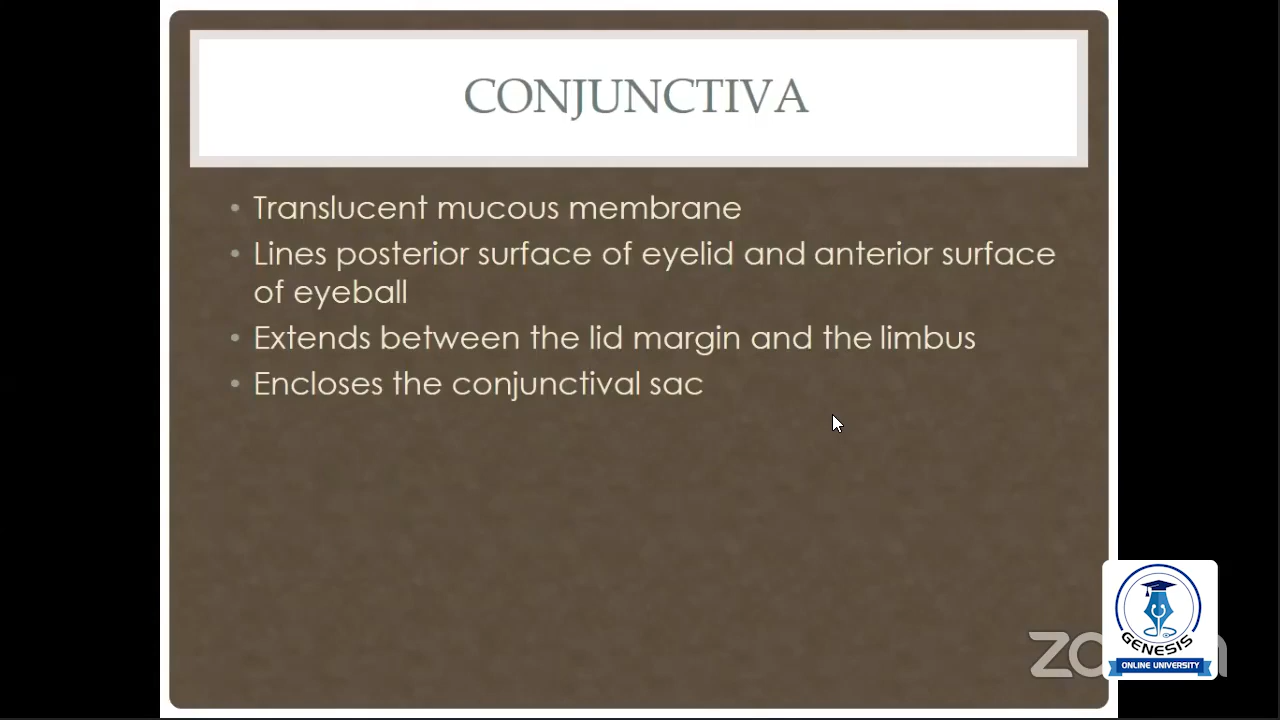 CONJUNCTIVA
• Translucent mucous membrane
• Lines posterior surface of eyelid and anterior surface
of eyeball
• Extends between the lid margin and the limbus
• Encloses the conjunctival sac
GENESIS
ONLINE UNIVERSITY